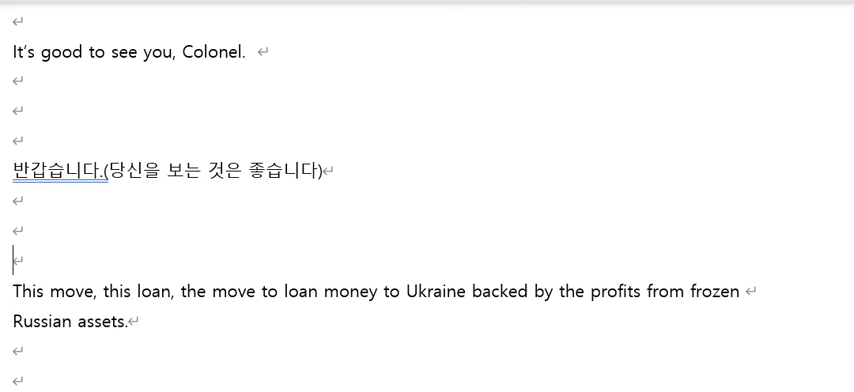 It's good to see you, Colonel.
반갑습니다.(당신을 보는 것은 좋습니다)
This move, this loan, the move to loan money to Ukraine backed by the profits from frozen
Russian assets.